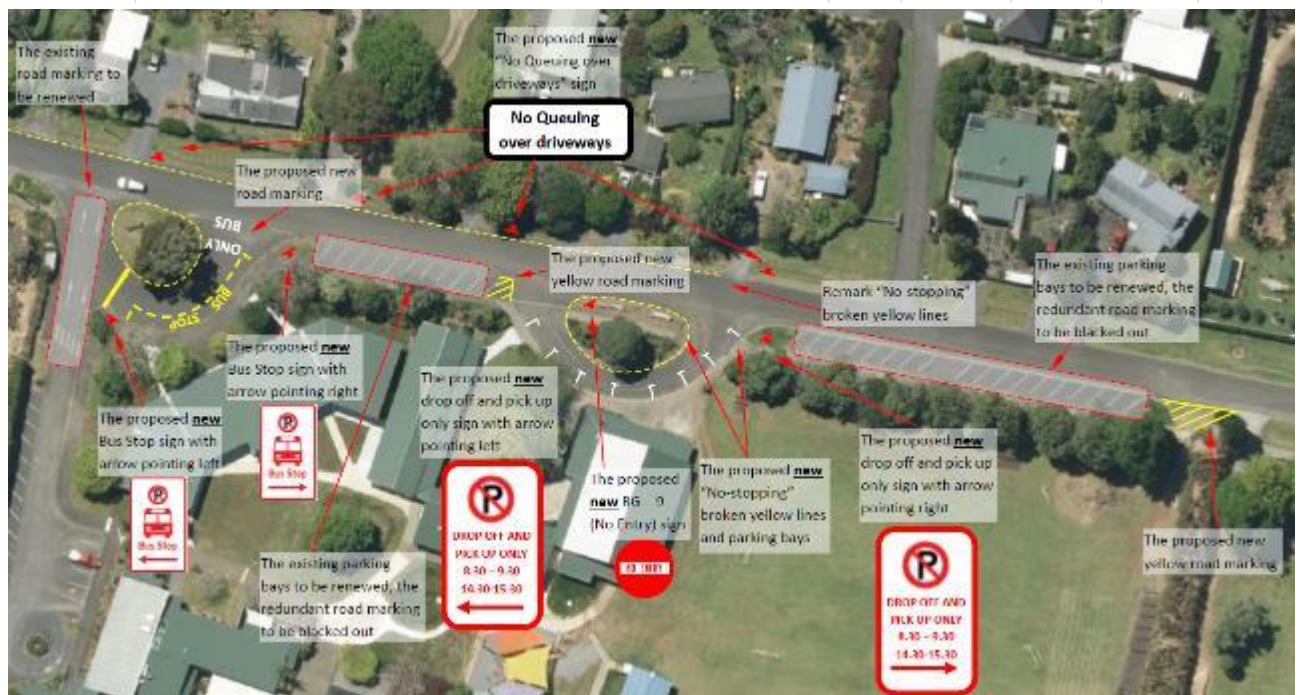 The existing
road marking to
be renewed
The proposed new
"No Queuing over
driveways" sign
No Queuing
over driveways
The proposed new
road marking
BUS
ONLY
BUS
STOP
The proposed new
yellow road marking
Remark "No stopping"
broken yellow lines
The existing parking
bays to be renewed, the
redundant road marking
to be blacked out
The proposed new
Bus Stop sign with
arrow pointing right
The proposed new
Bus Stop sign with
arrow pointing left
The proposed new
drop off and pick up
only sign with arrow
pointing left
The proposed
new RG – 9
(No Entry) sign
The proposed new
"No-stopping"
broken yellow lines
and parking bays
The proposed new
drop off and pick up
only sign with arrow
pointing right
The proposed new
yellow road marking
The existing parking
bays to be renewed, the
redundant road marking
to be blacked out
P
Bus Stop
P
Bus Stop
P
DROP OFF AND
PICK UP ONLY
8.30 – 9.30
14.30-15.30
NO ENTRY
P
DROP OFF AND
PICK UP ONLY
8.30 – 9.30
14.30-15.30